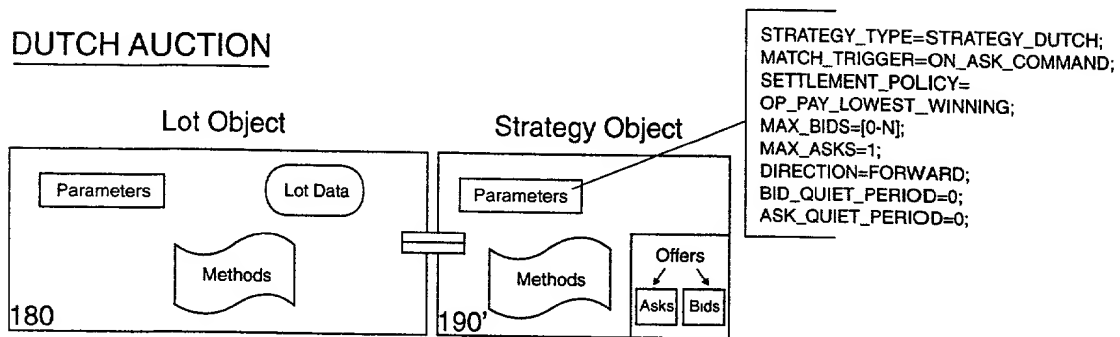 DUTCH AUCTION
STRATEGY_TYPE=STRATEGY_DUTCH;
MATCH_TRIGGER=ON_ASK_COMMAND;
SETTLEMENT_POLICY=
OP_PAY_LOWEST_WINNING;
MAX_BIDS=[0-N];
MAX_ASKS=1;
DIRECTION=FORWARD;
BID_QUIET_PERIOD=0;
ASK_QUIET_PERIOD=0;
Lot Object
Parameters
Lot Data
Methods
180
Strategy Object
Parameters
Methods
Offers
Asks
Bids
190'